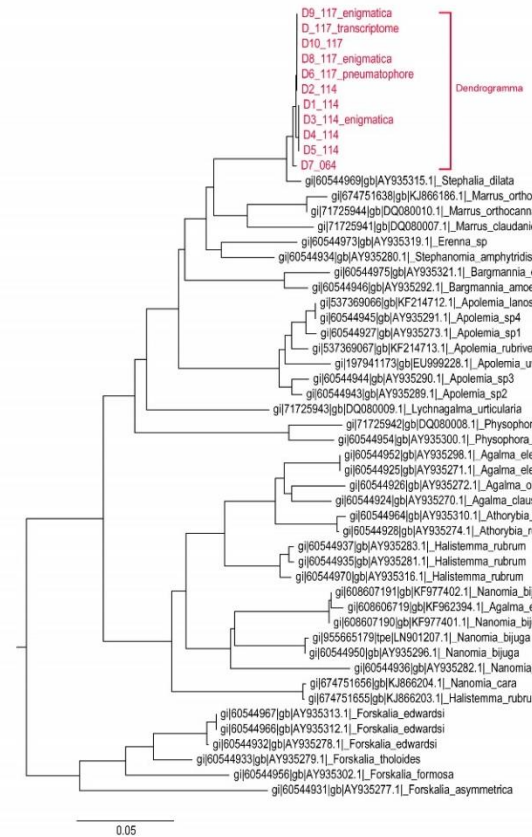 D9_117_enigmatica
D_117_transcriptome
D10_117
D8_117_enigmatica
D6_117_pneumatophore
Dendrogramma
D2_114
D1_114
D3_114_enigmatica
D4_114
D5_114
D7_064
gi|60544969|gb|AY935315.1|_Stephalia_dilata
gi|674751638|gb|KJ866186.1|_Marrus_ortho
gi|71725944|gb|DQ080010.1|_Marrus_orthocanna
gi|71725941|gb|DQ080007.1|_Marrus_claudanie
gi|60544973|gb|AY935319.1|_Erenna_sp
gi|60544934|gb|AY935280.1|_Stephanomia_amphytridis
gi|60544975|gb|AY935321.1|_Bargmannia_
gi|60544946|gb|AY935292.1|_Bargmannia_amoe
gi|537369066|gb|KF214712.1|_Apolemia_lanos
gi|60544945|gb|AY935291.1|_Apolemia_sp4
gi|60544927|gb|AY935273.1|_Apolemia_sp1
gi|537369067|gb|KF214713.1|_Apolemia_rubrive
gi|197941173|gb|EU999228.1|_Apolemia_u
gi|60544944|gb|AY935290.1|_Apolemia_sp3
gi|60544943|gb|AY935289.1|_Apolemia_sp2
gi|71725943|gb|DQ080009.1|_Lychnagalma_urticularia
gi|71725942|gb|DQ080008.1|_Physophor
gi|60544954|gb|AY935300.1|_Physophora_
gi|60544952|gb|AY935298.1|_Agalma_ele
gi|60544925|gb|AY935271.1|_Agalma_ele
gi|60544926|gb|AY935272.1|_Agalma_o
gi|60544924|gb|AY935270.1|_Agalma_claus
gi|60544964|gb|AY935310.1|_Athorybia_
gi|60544928|gb|AY935274.1|_Athorybia_r
gi|60544937|gb|AY935283.1|_Halistemma_rubrum
gi|60544935|gb|AY935281.1|_Halistemma_rubrum
gi|60544970|gb|AY935316.1|_Halistemma_rubrum
gi|608607191|gb|KF977402.1|_Nanomia_bij
gi|608606719|gb|KF962394.1|_Agalma_e
gi|608607190|gb|KF977401.1|_Nanomia_bij
gi|955665179|tpe|LN901207.1|_Nanomia_bijuga
gi|60544950|gb|AY935296.1|_Nanomia_bijuga
gi|60544936|gb|AY935282.1|_Nanomia_
gi|674751656|gb|KJ866204.1|_Nanomia_cara
gi|674751655|gb|KJ866203.1|_Halistemma_rubru
gi|60544967|gb|AY935313.1|_Forskalia_edwardsi
gi|60544966|gb|AY935312.1|_Forskalia_edwardsi
gi|60544932|gb|AY935278.1|_Forskalia_edwardsi
gi|60544933|gb|AY935279.1|_Forskalia_tholoides
gi|60544956|gb|AY935302.1|_Forskalia_formosa
gi|60544931|gb|AY935277.1|_Forskalia_asymmetrica
0.05